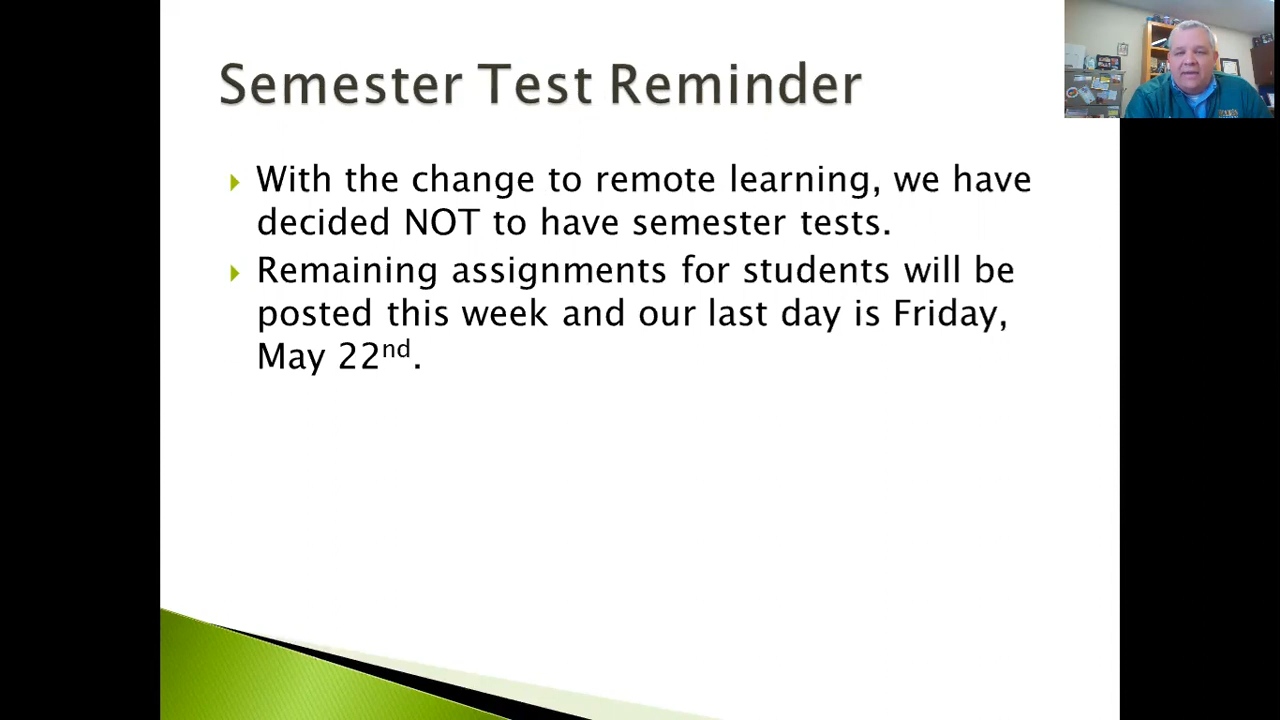 Semester Test Reminder
With the change to remote learning, we have
decided NOT to have semester tests.
Remaining assignments for students will be
posted this week and our last day is Friday,
May 22nd.